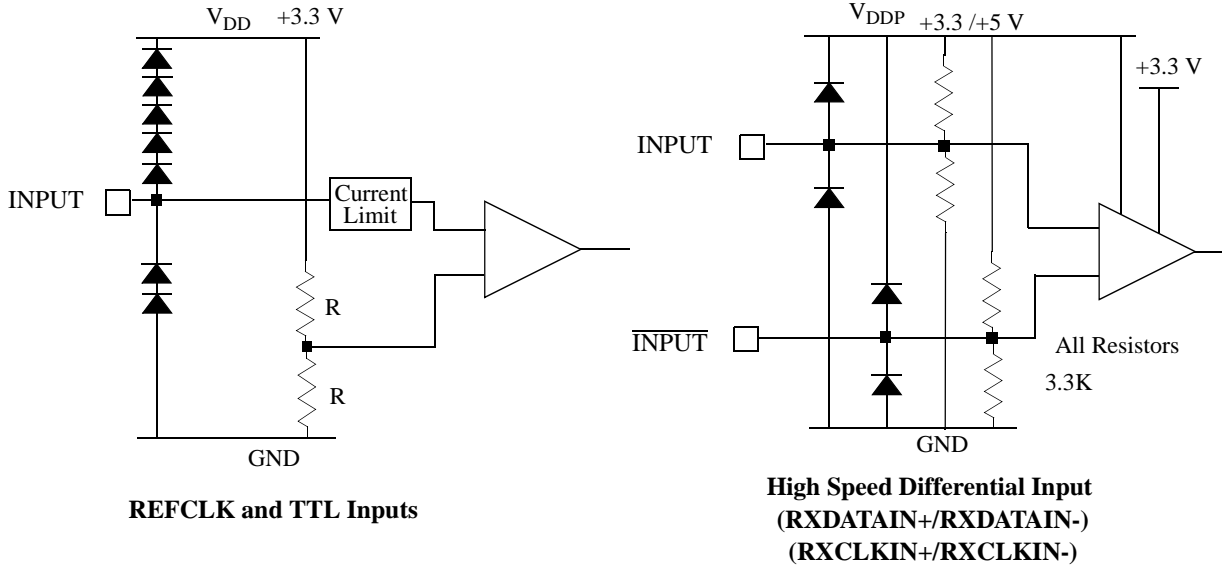 V_DD +3.3 V
INPUT
Current
Limit
R
R
GND
REFCLK and TTL Inputs
V_DDP
+3.3 /+5 V
+3.3 V
INPUT
INPUT
All Resistors
3.3K
GND
High Speed Differential Input
(RXDATAIN+/RXDATAIN-)
(RXCLKIN+/RXCLKIN-)